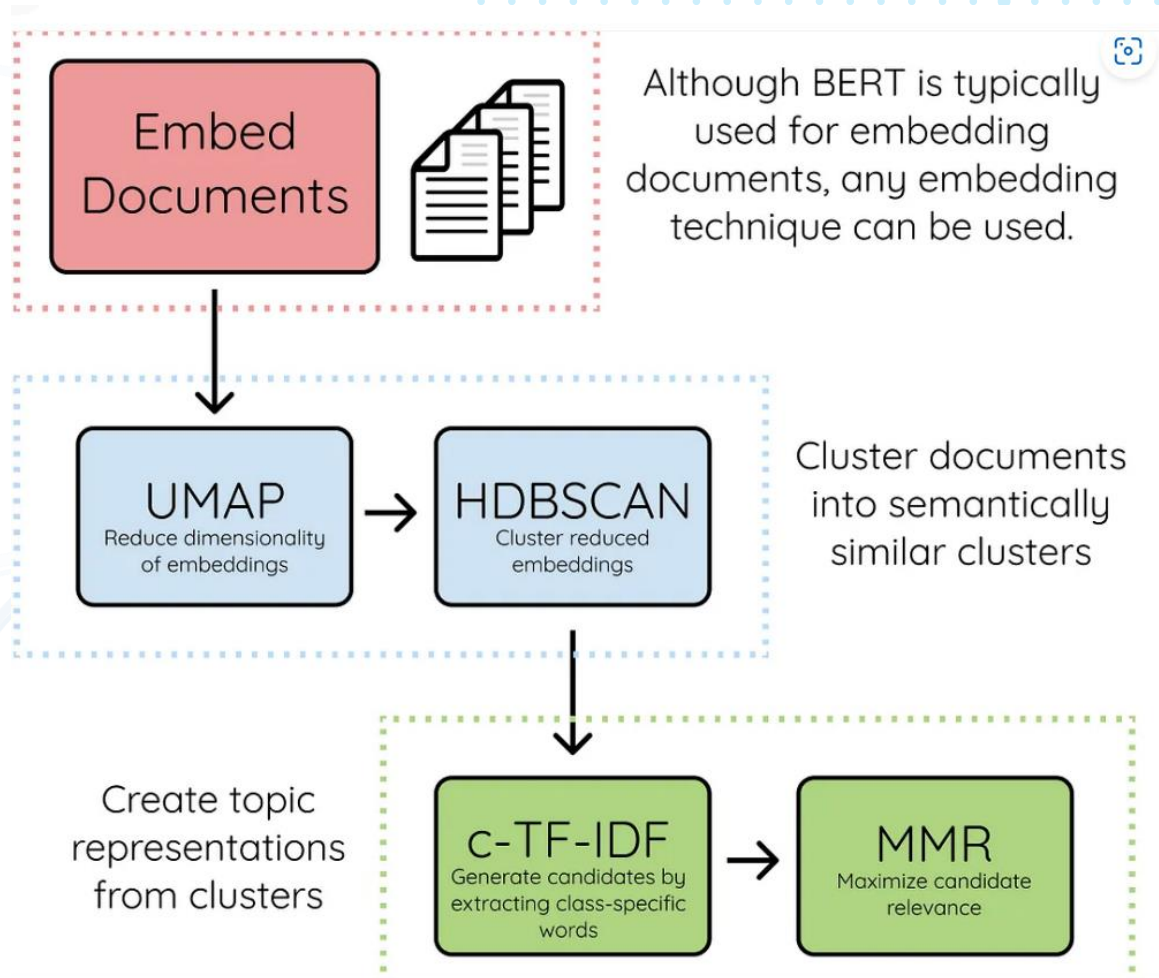 Embed
Documents
Although BERT is typically
used for embedding
documents, any embedding
technique can be used.
UMAP
Reduce dimensionality
of embeddings
HDBSCAN
Cluster reduced
embeddings
Cluster documents
into semantically
similar clusters
Create topic
representations
from clusters
c-TF-IDF
Generate candidates by
extracting class-specific
words
MMR
Maximize candidate
relevance